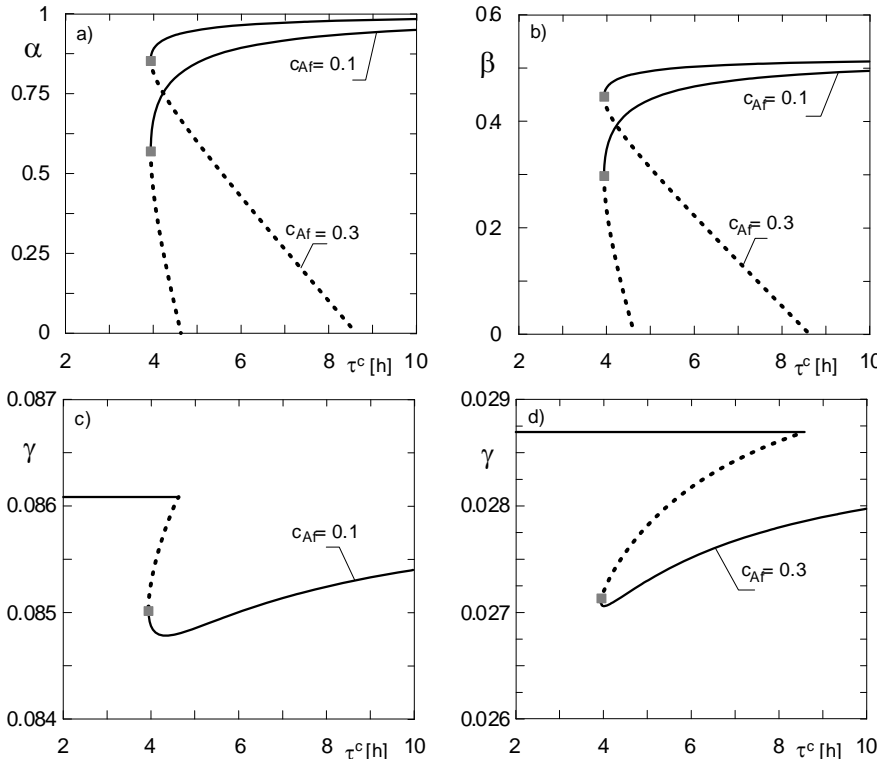 a)
α
1
0.75
0.5
0.25
0
c_Af = 0.1
c_Af = 0.3
2 4 6 8 10
τ^c [h]
b)
β
0.6
0.4
0.2
0
c_Af = 0.1
c_Af = 0.3
2 4 6 8 10
τ^c [h]
c)
γ
0.087
0.086
0.085
0.084
c_Af = 0.1
2 4 6 8 10
τ^c [h]
d)
γ
0.029
0.028
0.027
0.026
c_Af = 0.3
2 4 6 8 10
τ^c [h]